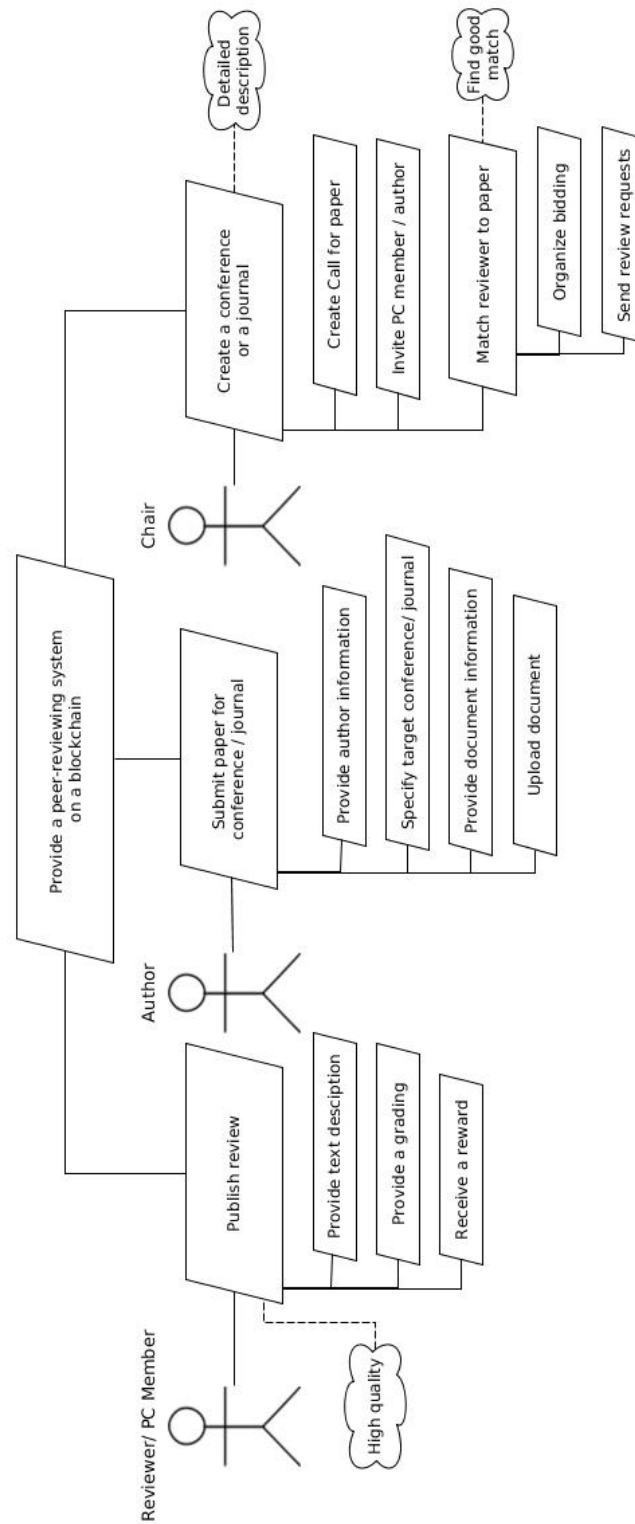 Provide a peer-reviewing system
on a blockchain
Reviewer/ PC Member
Publish review
High quality
Provide text desciption
Provide a grading
Receive a reward
Author
Submit paper for
conference / journal
Provide author information
Specify target conference/ journal
Provide document information
Upload document
Chair
Create a conference
or a journal
Detailed
description
Create Call for paper
Invite PC member / author
Match reviewer to paper
Find good
match
Organize bidding
Send review requests